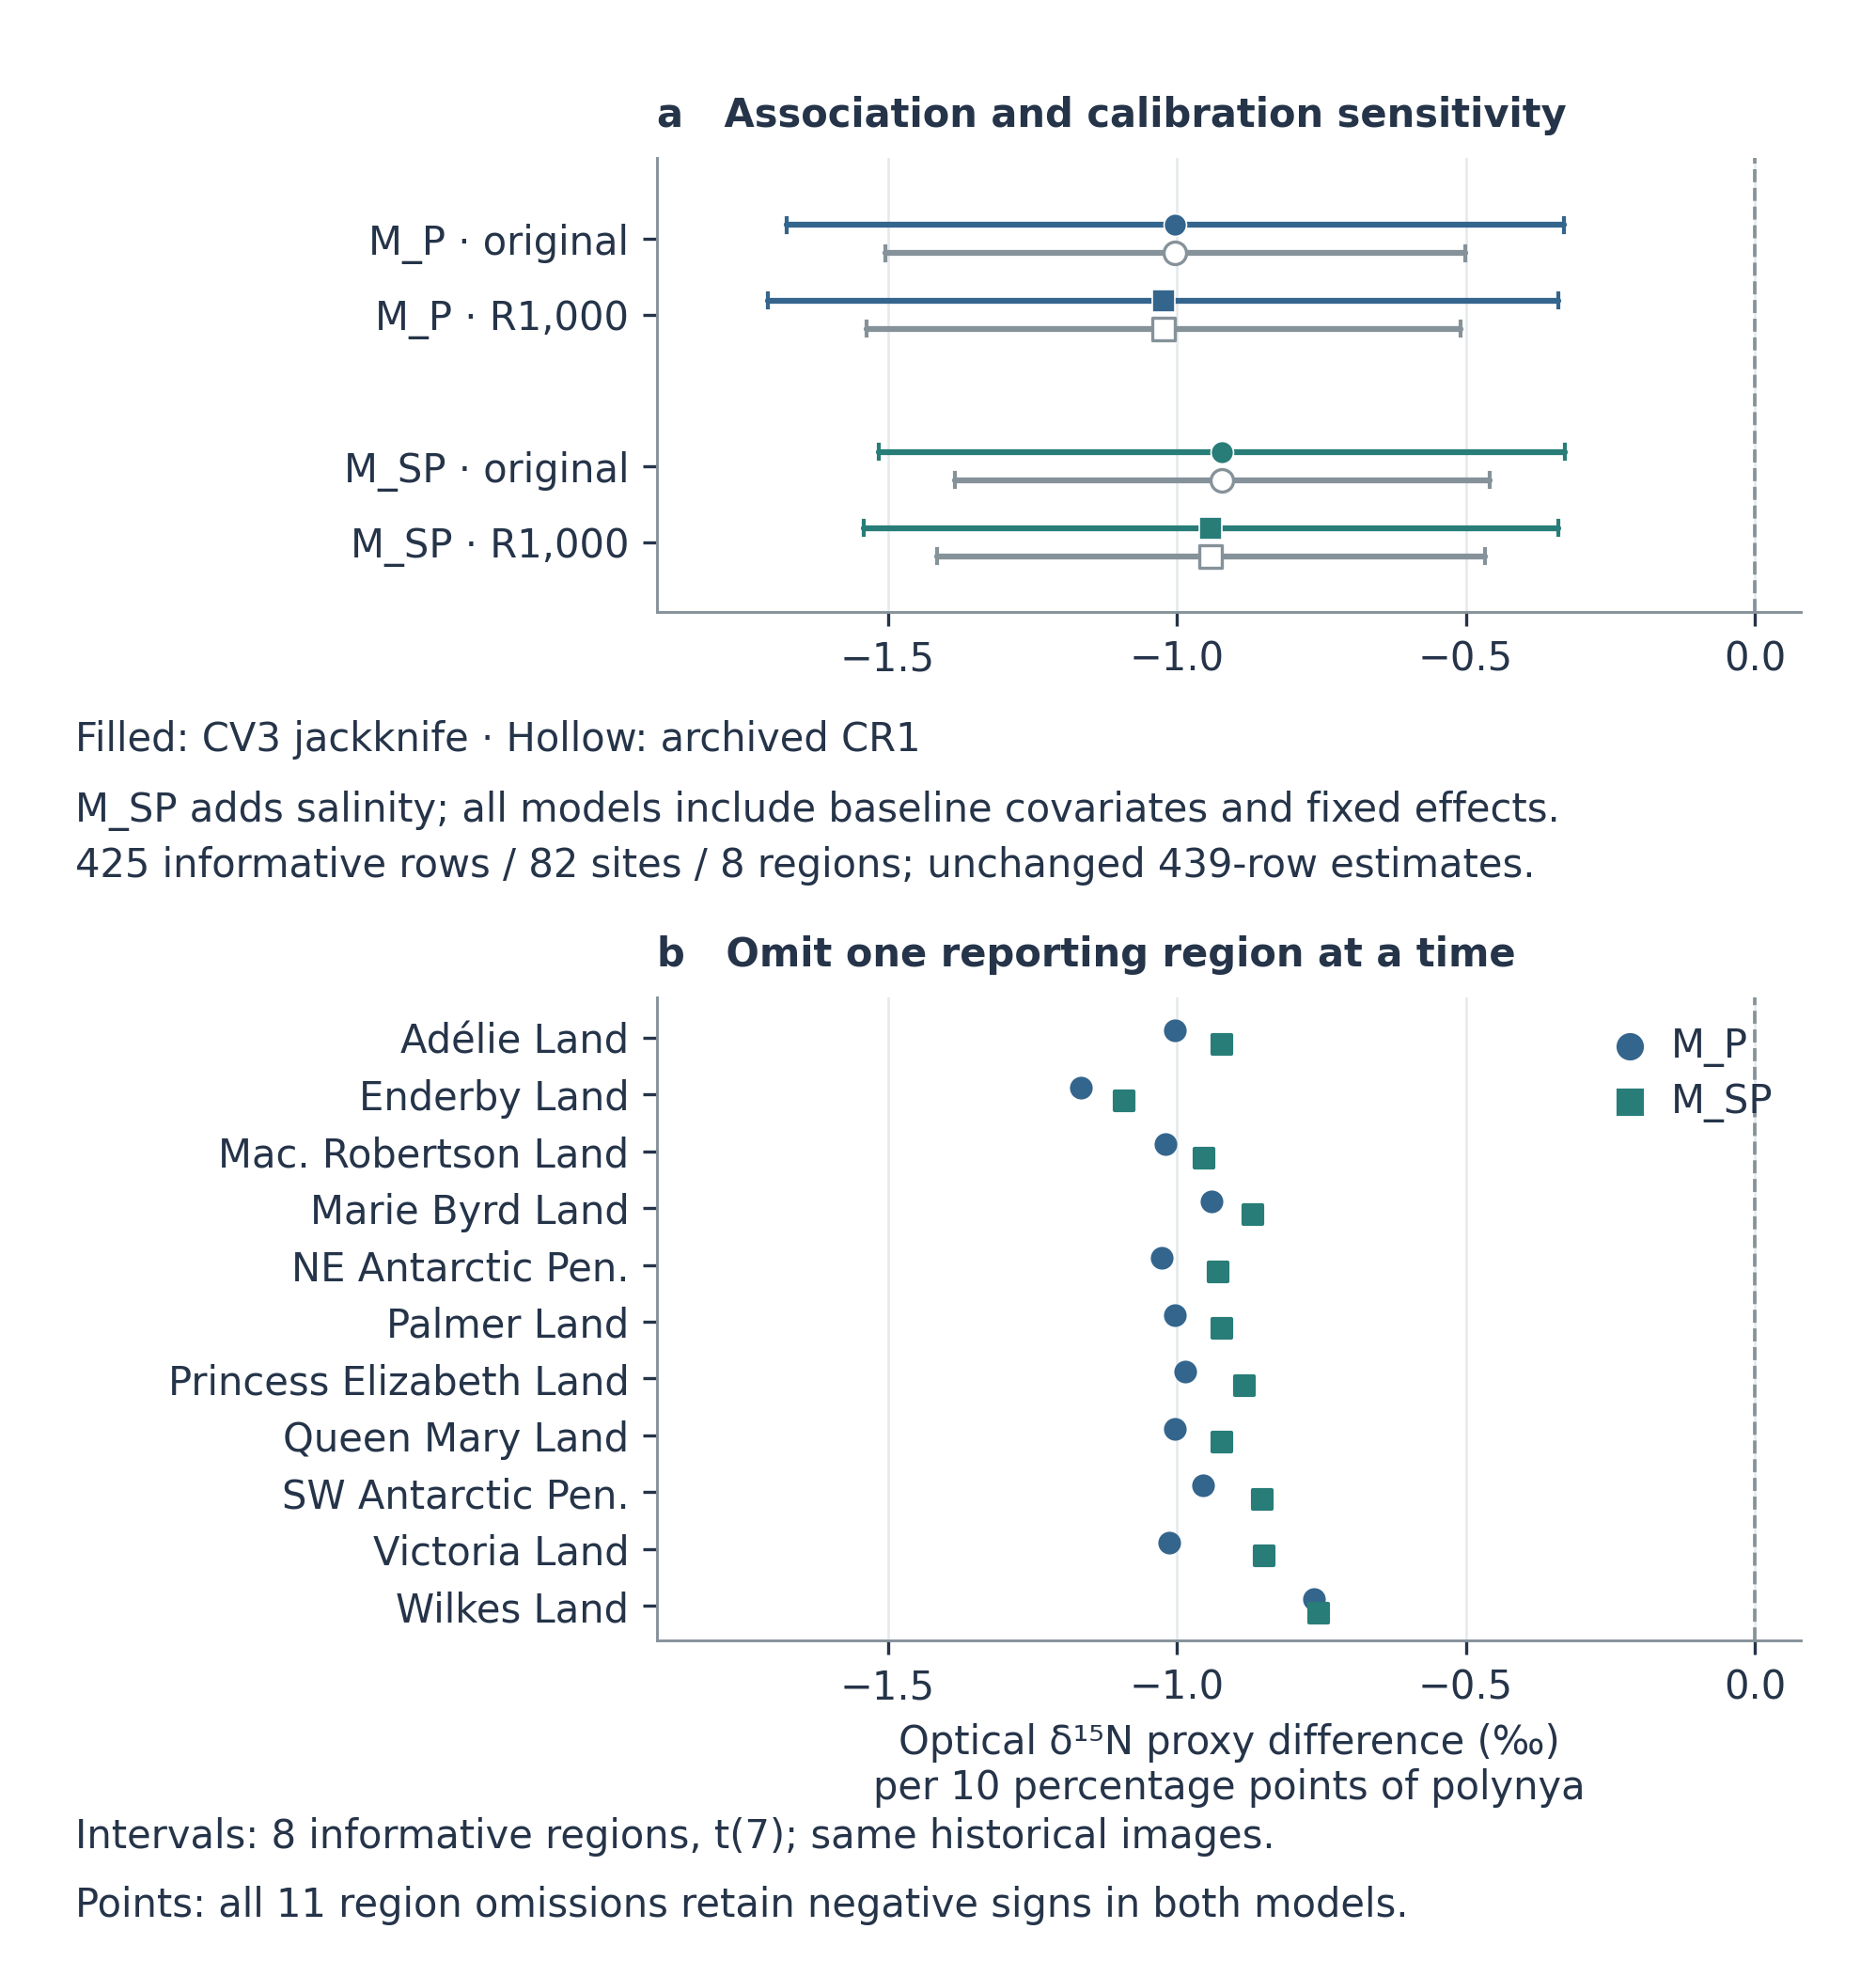 a Association and calibration sensitivity
M_P · original
M_P · R1,000
M_SP · original
M_SP · R1,000
−1.5 −1.0 −0.5 0.0
Filled: CV3 jackknife · Hollow: archived CR1
M_SP adds salinity; all models include baseline covariates and fixed effects.
425 informative rows / 82 sites / 8 regions; unchanged 439-row estimates.
b Omit one reporting region at a time
Adélie Land
Enderby Land
Mac. Robertson Land
Marie Byrd Land
NE Antarctic Pen.
Palmer Land
Princess Elizabeth Land
Queen Mary Land
SW Antarctic Pen.
Victoria Land
Wilkes Land
M_P
M_SP
−1.5 −1.0 −0.5 0.0
Optical δ¹⁵N proxy difference (‰)
per 10 percentage points of polynya
Intervals: 8 informative regions, t(7); same historical images.
Points: all 11 region omissions retain negative signs in both models.